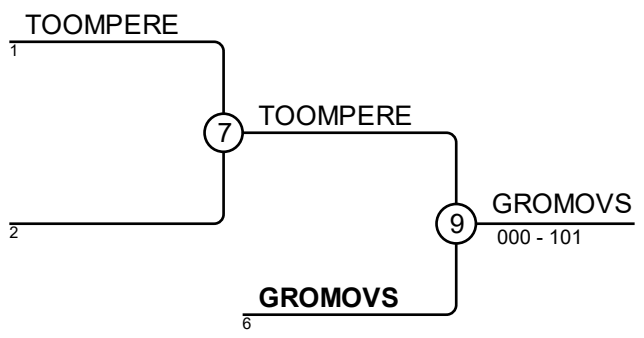 TOOMPERE
1
7
TOOMPERE
2
9
GROMOVS
000 - 101
GROMOVS
6